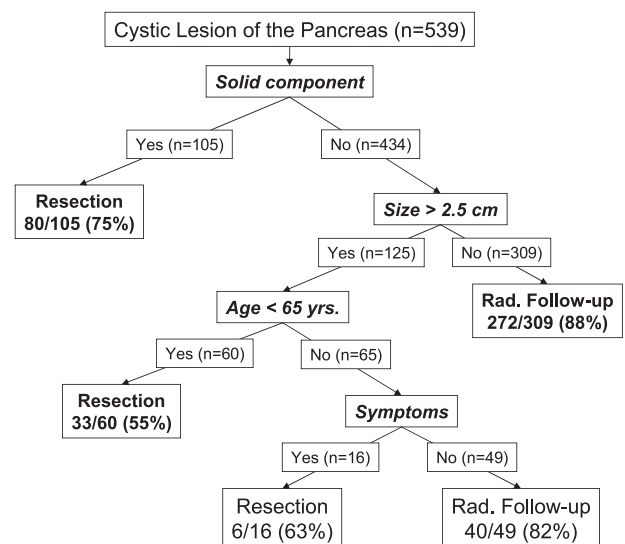 Cystic Lesion of the Pancreas (n=539)
Solid component
Yes (n=105)
No (n=434)
Resection
80/105 (75%)
Size > 2.5 cm
Yes (n=125)
No (n=309)
Age < 65 yrs.
Rad. Follow-up
272/309 (88%)
Yes (n=60)
No (n=65)
Resection
33/60 (55%)
Symptoms
Yes (n=16)
No (n=49)
Resection
6/16 (63%)
Rad. Follow-up
40/49 (82%)